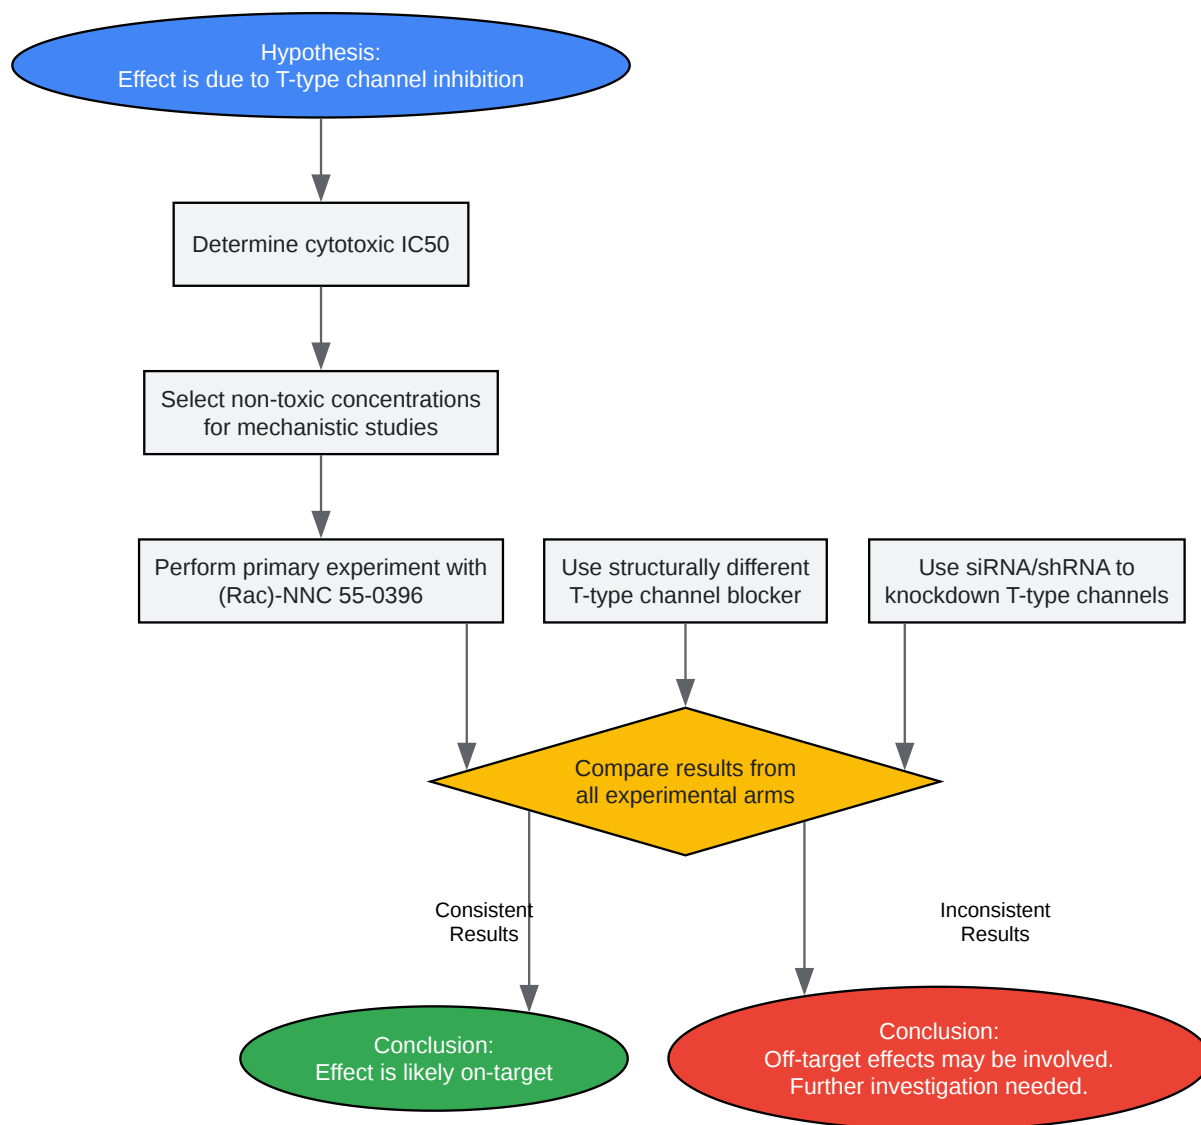 Hypothesis:
Effect is due to T-type channel inhibition
Determine cytotoxic IC50
Select non-toxic concentrations
for mechanistic studies
Perform primary experiment with
(Rac)-NNC 55-0396
Use structurally different
T-type channel blocker
Use siRNA/shRNA to
knockdown T-type channels
Compare results from
all experimental arms
Consistent
Results
Inconsistent
Results
Conclusion:
Effect is likely on-target
Conclusion:
Off-target effects may be involved.
Further investigation needed.